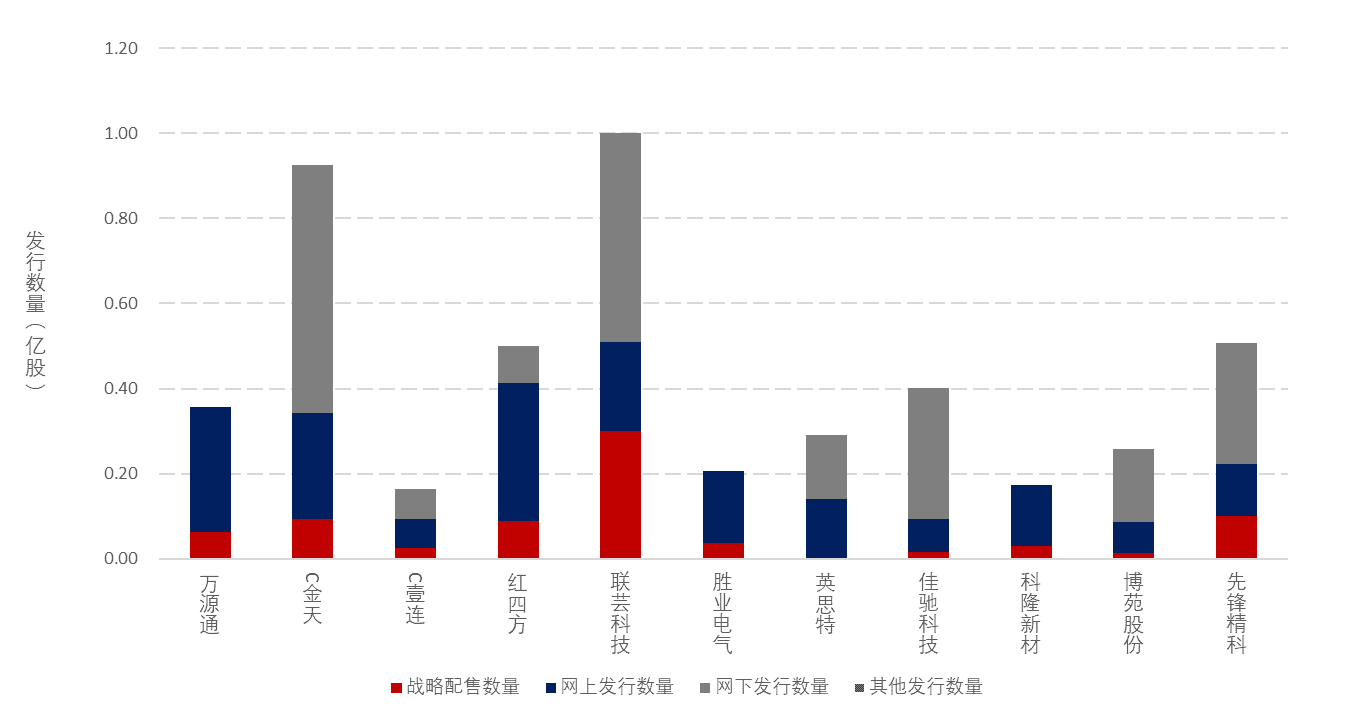 1.20
1.00
0.80
0.60
0.40
0.20
0.00
发行数量（亿股）
万源通
C金天
C壹连
红四方
联芸科技
胜业电气
英思特
佳驰科技
科隆新材
博苑股份
先锋精科
战略配售数量 网上发行数量 网下发行数量 其他发行数量